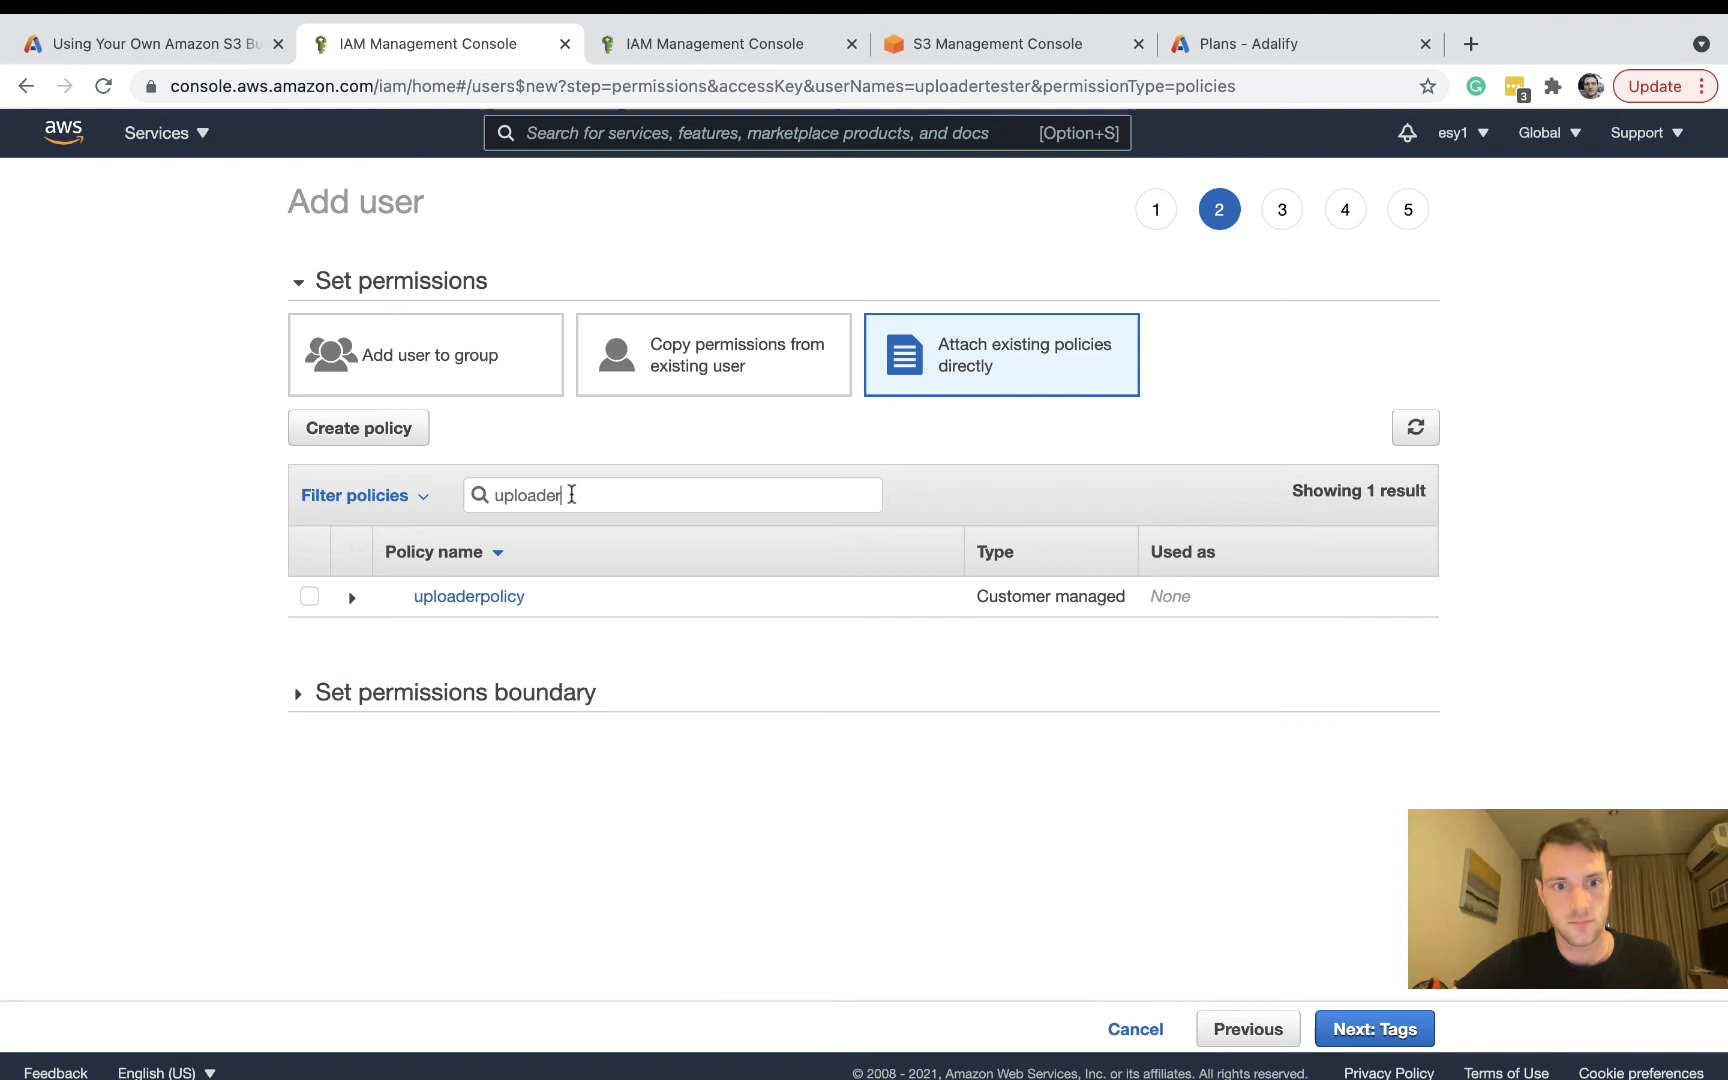 Using Your Own Amazon S3 Bu
IAM Management Console
IAM Management Console
S3 Management Console
Plans - Adalify
console.aws.amazon.com/iam/home#/users$new?step=permissions&accessKey&userNames=uploadertester&permissionType=policies
G
3
Update
aws
Services
Search for services, features, marketplace products, and docs
[Option+S]
esy1
Global
Support
Add user
1
2
3
4
5
Set permissions
Add user to group
Copy permissions from
existing user
Attach existing policies
directly
Create policy
Filter policies
uploader
Showing 1 result
Policy name
Type
Used as
uploaderpolicy
Customer managed
None
Set permissions boundary
Cancel
Previous
Next: Tags
Feedback
English (US)
© 2008 - 2021, Amazon Web Services, Inc. or its affiliates. All rights reserved.
Privacy Policy
Terms of Use
Cookie preferences